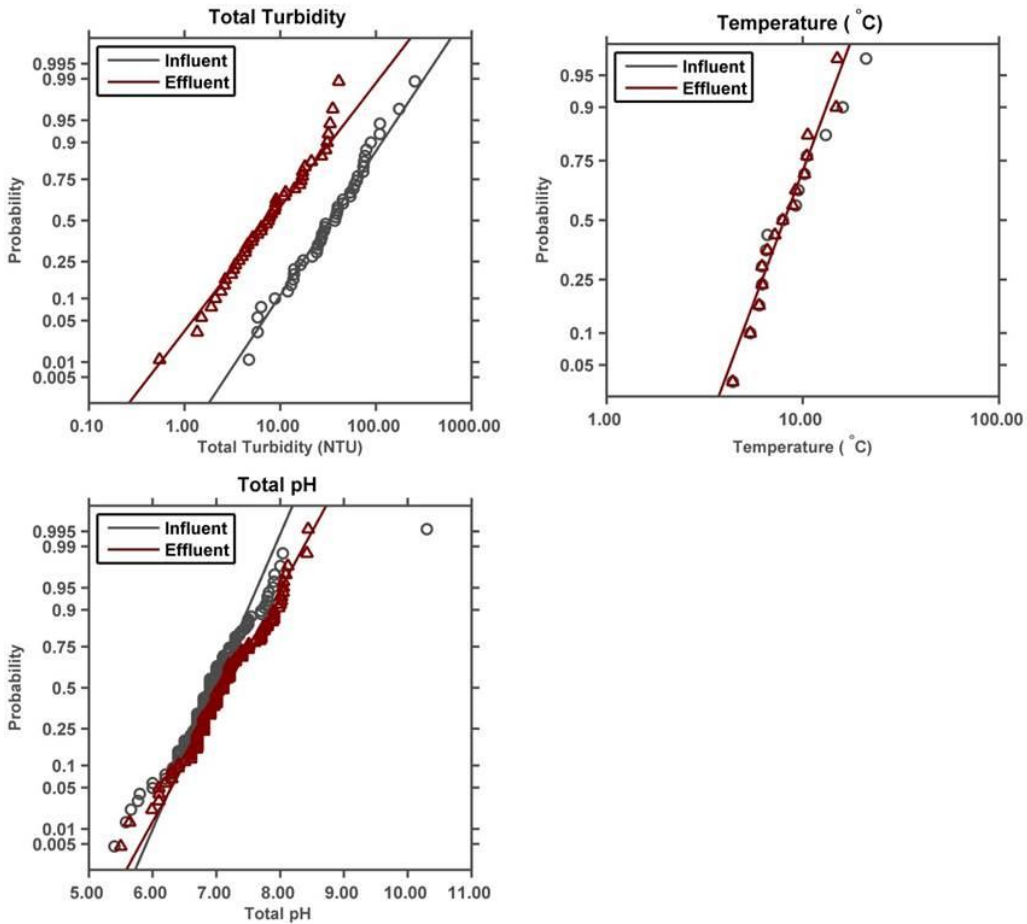 Total Turbidity
Influent
Effluent
Probability
0.995
0.99
0.95
0.9
0.75
0.5
0.25
0.1
0.05
0.01
0.005
0.10 1.00 10.00 100.00 1000.00
Total Turbidity (NTU)
Temperature ( °C)
Influent
Effluent
Probability
0.95
0.9
0.75
0.5
0.25
0.1
0.05
1.00 10.00 100.00
Temperature ( °C)
Total pH
Influent
Effluent
Probability
0.995
0.99
0.95
0.9
0.75
0.5
0.25
0.1
0.05
0.01
0.005
5.00 6.00 7.00 8.00 9.00 10.00 11.00
Total pH